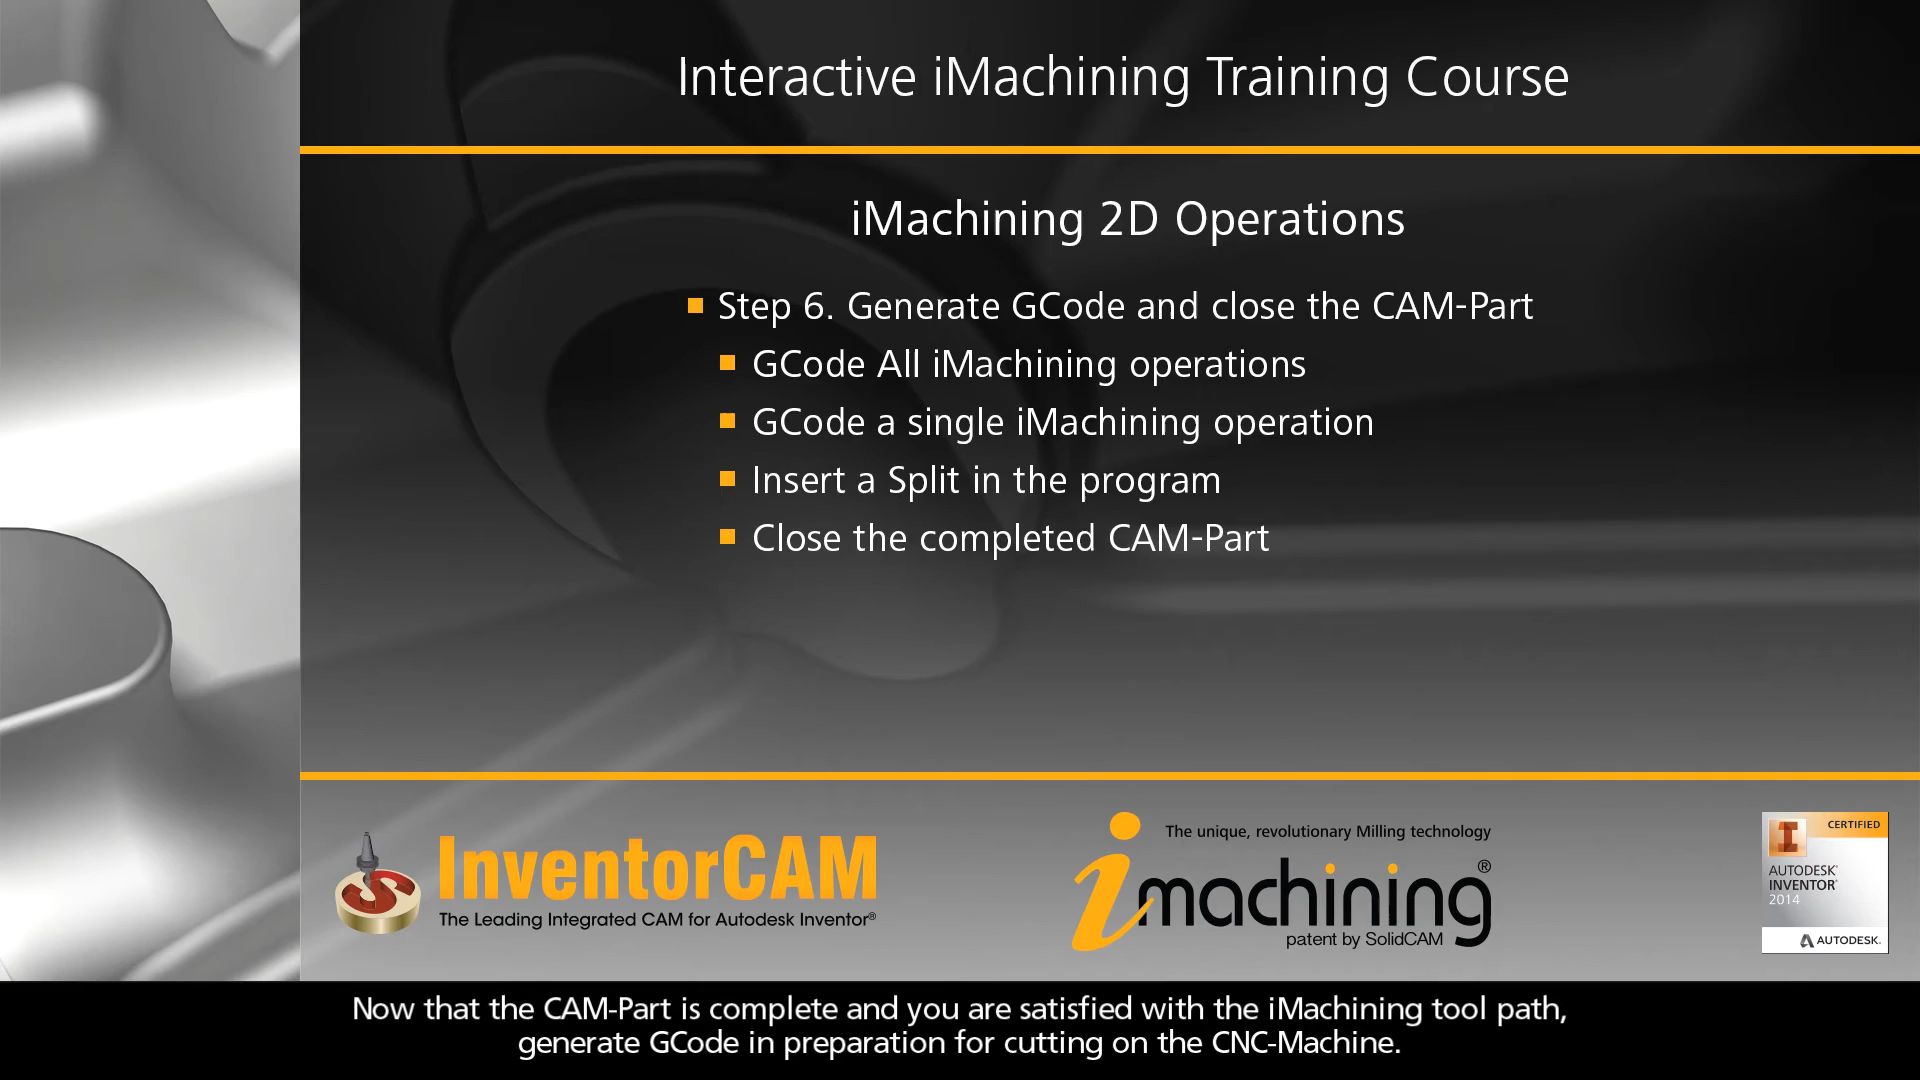 Interactive iMachining Training Course
iMachining 2D Operations
Step 6. Generate GCode and close the CAM-Part
GCode All iMachining operations
GCode a single iMachining operation
Insert a Split in the program
Close the completed CAM-Part
InventorCAM
The Leading Integrated CAM for Autodesk Inventor®
The unique, revolutionary Milling technology
imachining®
patent by SolidCAM
CERTIFIED
AUTODESK®
INVENTOR®
2014
AUTODESK.
Now that the CAM-Part is complete and you are satisfied with the iMachining tool path,
generate GCode in preparation for cutting on the CNC-Machine.